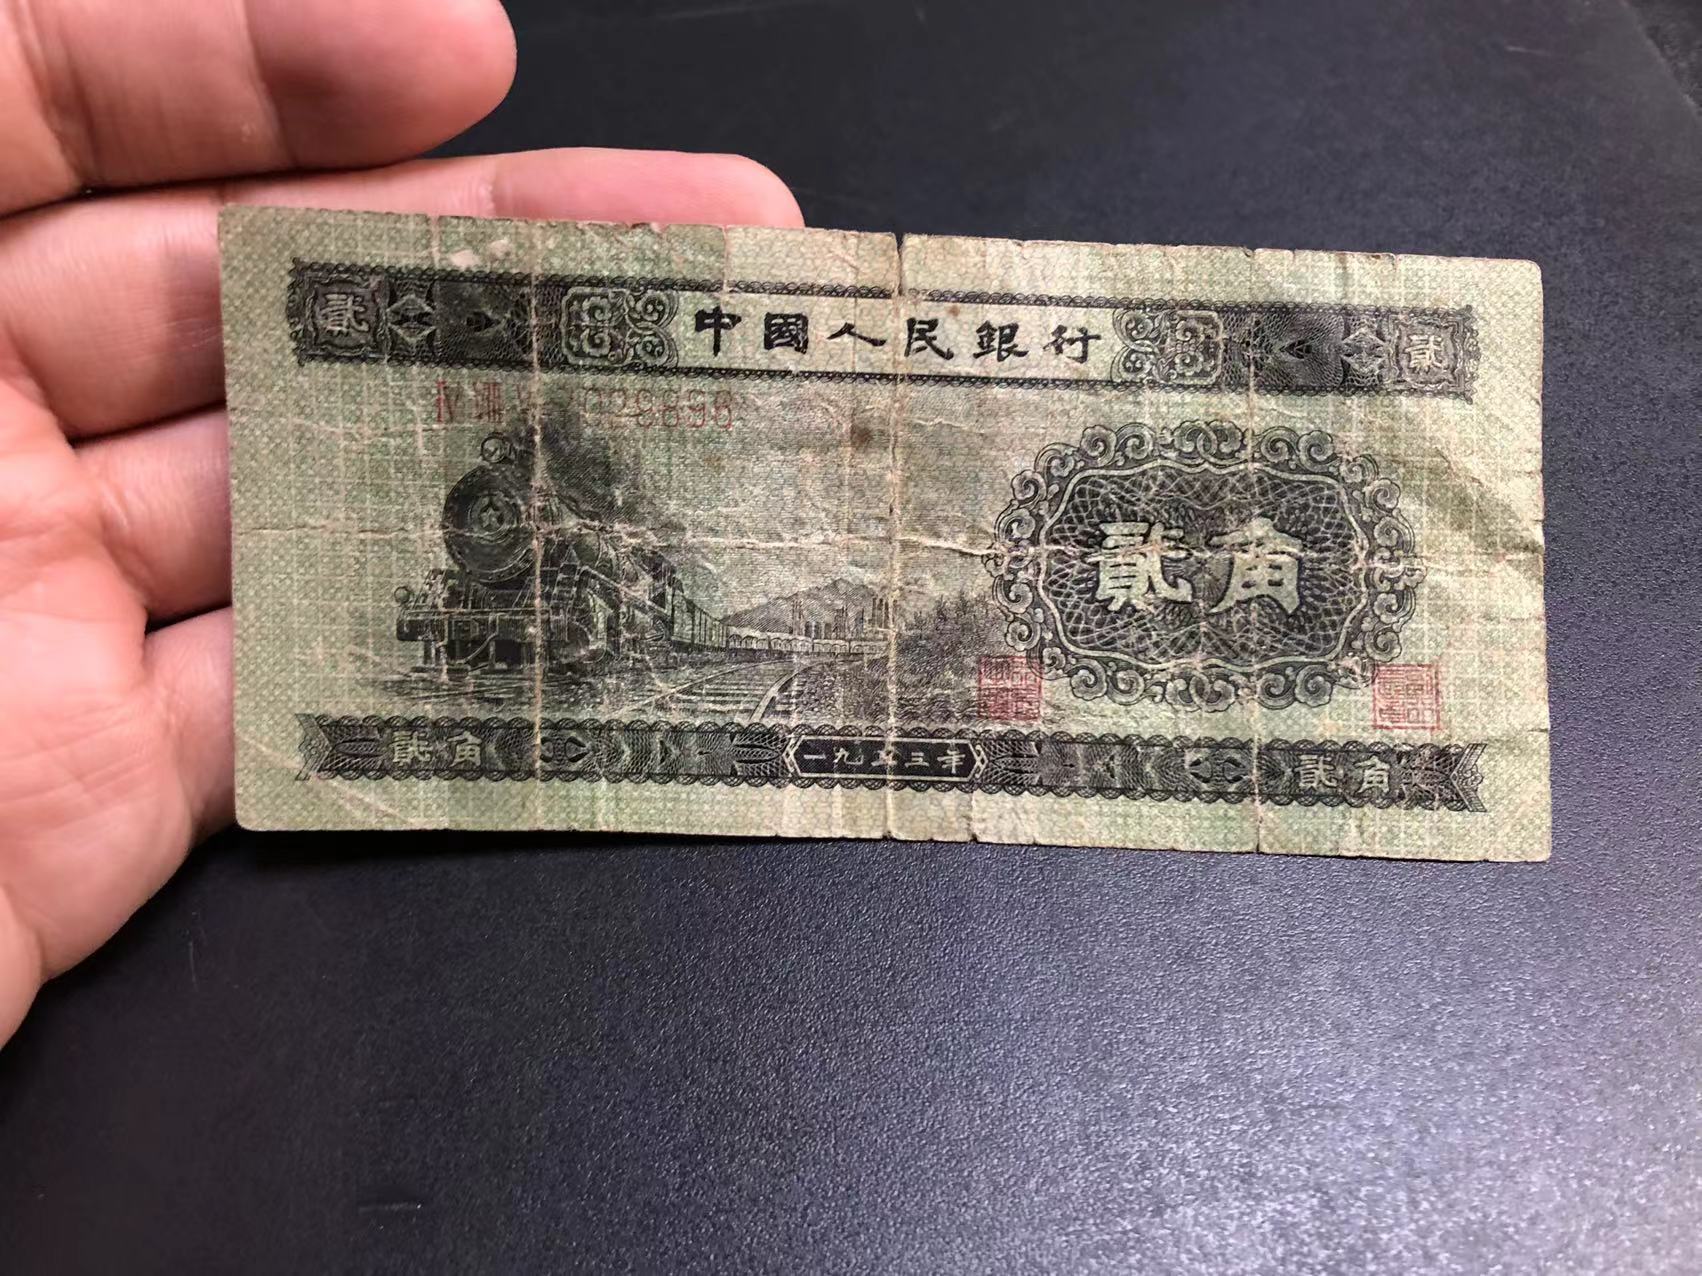 貳 中國人民銀行 貳
028898
貳角
貳角 一九五三年 貳角